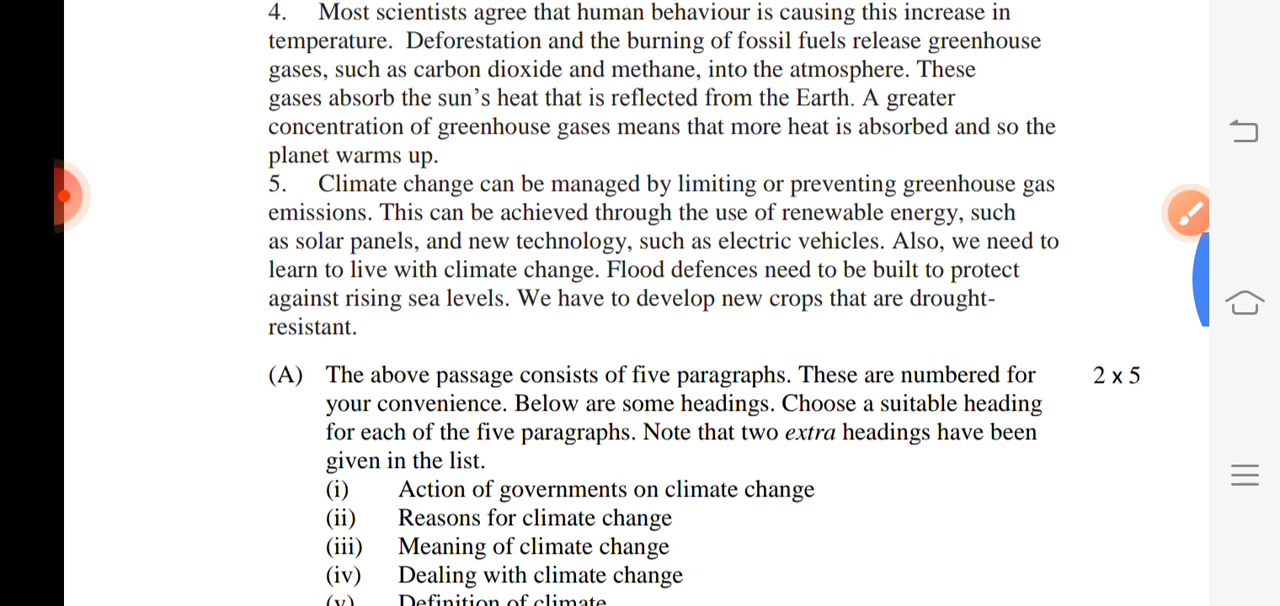 4. Most scientists agree that human behaviour is causing this increase in
temperature. Deforestation and the burning of fossil fuels release greenhouse
gases, such as carbon dioxide and methane, into the atmosphere. These
gases absorb the sun's heat that is reflected from the Earth. A greater
concentration of greenhouse gases means that more heat is absorbed and so the
planet warms up.
5. Climate change can be managed by limiting or preventing greenhouse gas
emissions. This can be achieved through the use of renewable energy, such
as solar panels, and new technology, such as electric vehicles. Also, we need to
learn to live with climate change. Flood defences need to be built to protect
against rising sea levels. We have to develop new crops that are drought-
resistant.
(A) The above passage consists of five paragraphs. These are numbered for 2 x 5
your convenience. Below are some headings. Choose a suitable heading
for each of the five paragraphs. Note that two extra headings have been
given in the list.
(i) Action of governments on climate change
(ii) Reasons for climate change
(iii) Meaning of climate change
(iv) Dealing with climate change
(v) Definition of climate